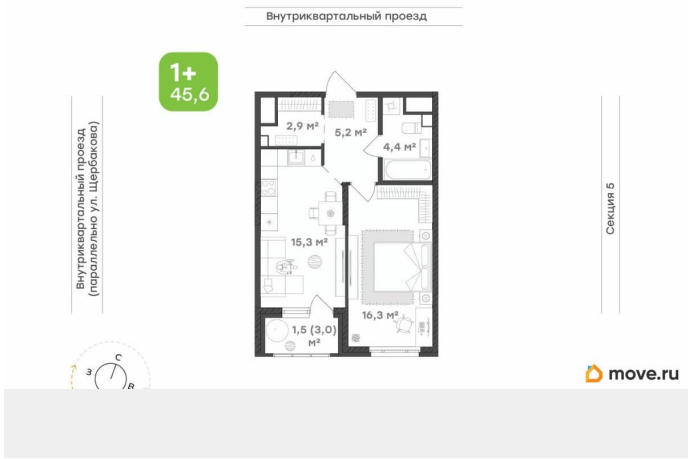 Внутриквартальный проезд
1+
45,6
2,9 м²
5,2 м²
4,4 м²
Внутриквартальный проезд
(параллельно ул. Щербакова)
Секция 5
15,3 м²
16,3 м²
1,5 (3,0)
м²
С
З
В
move.ru